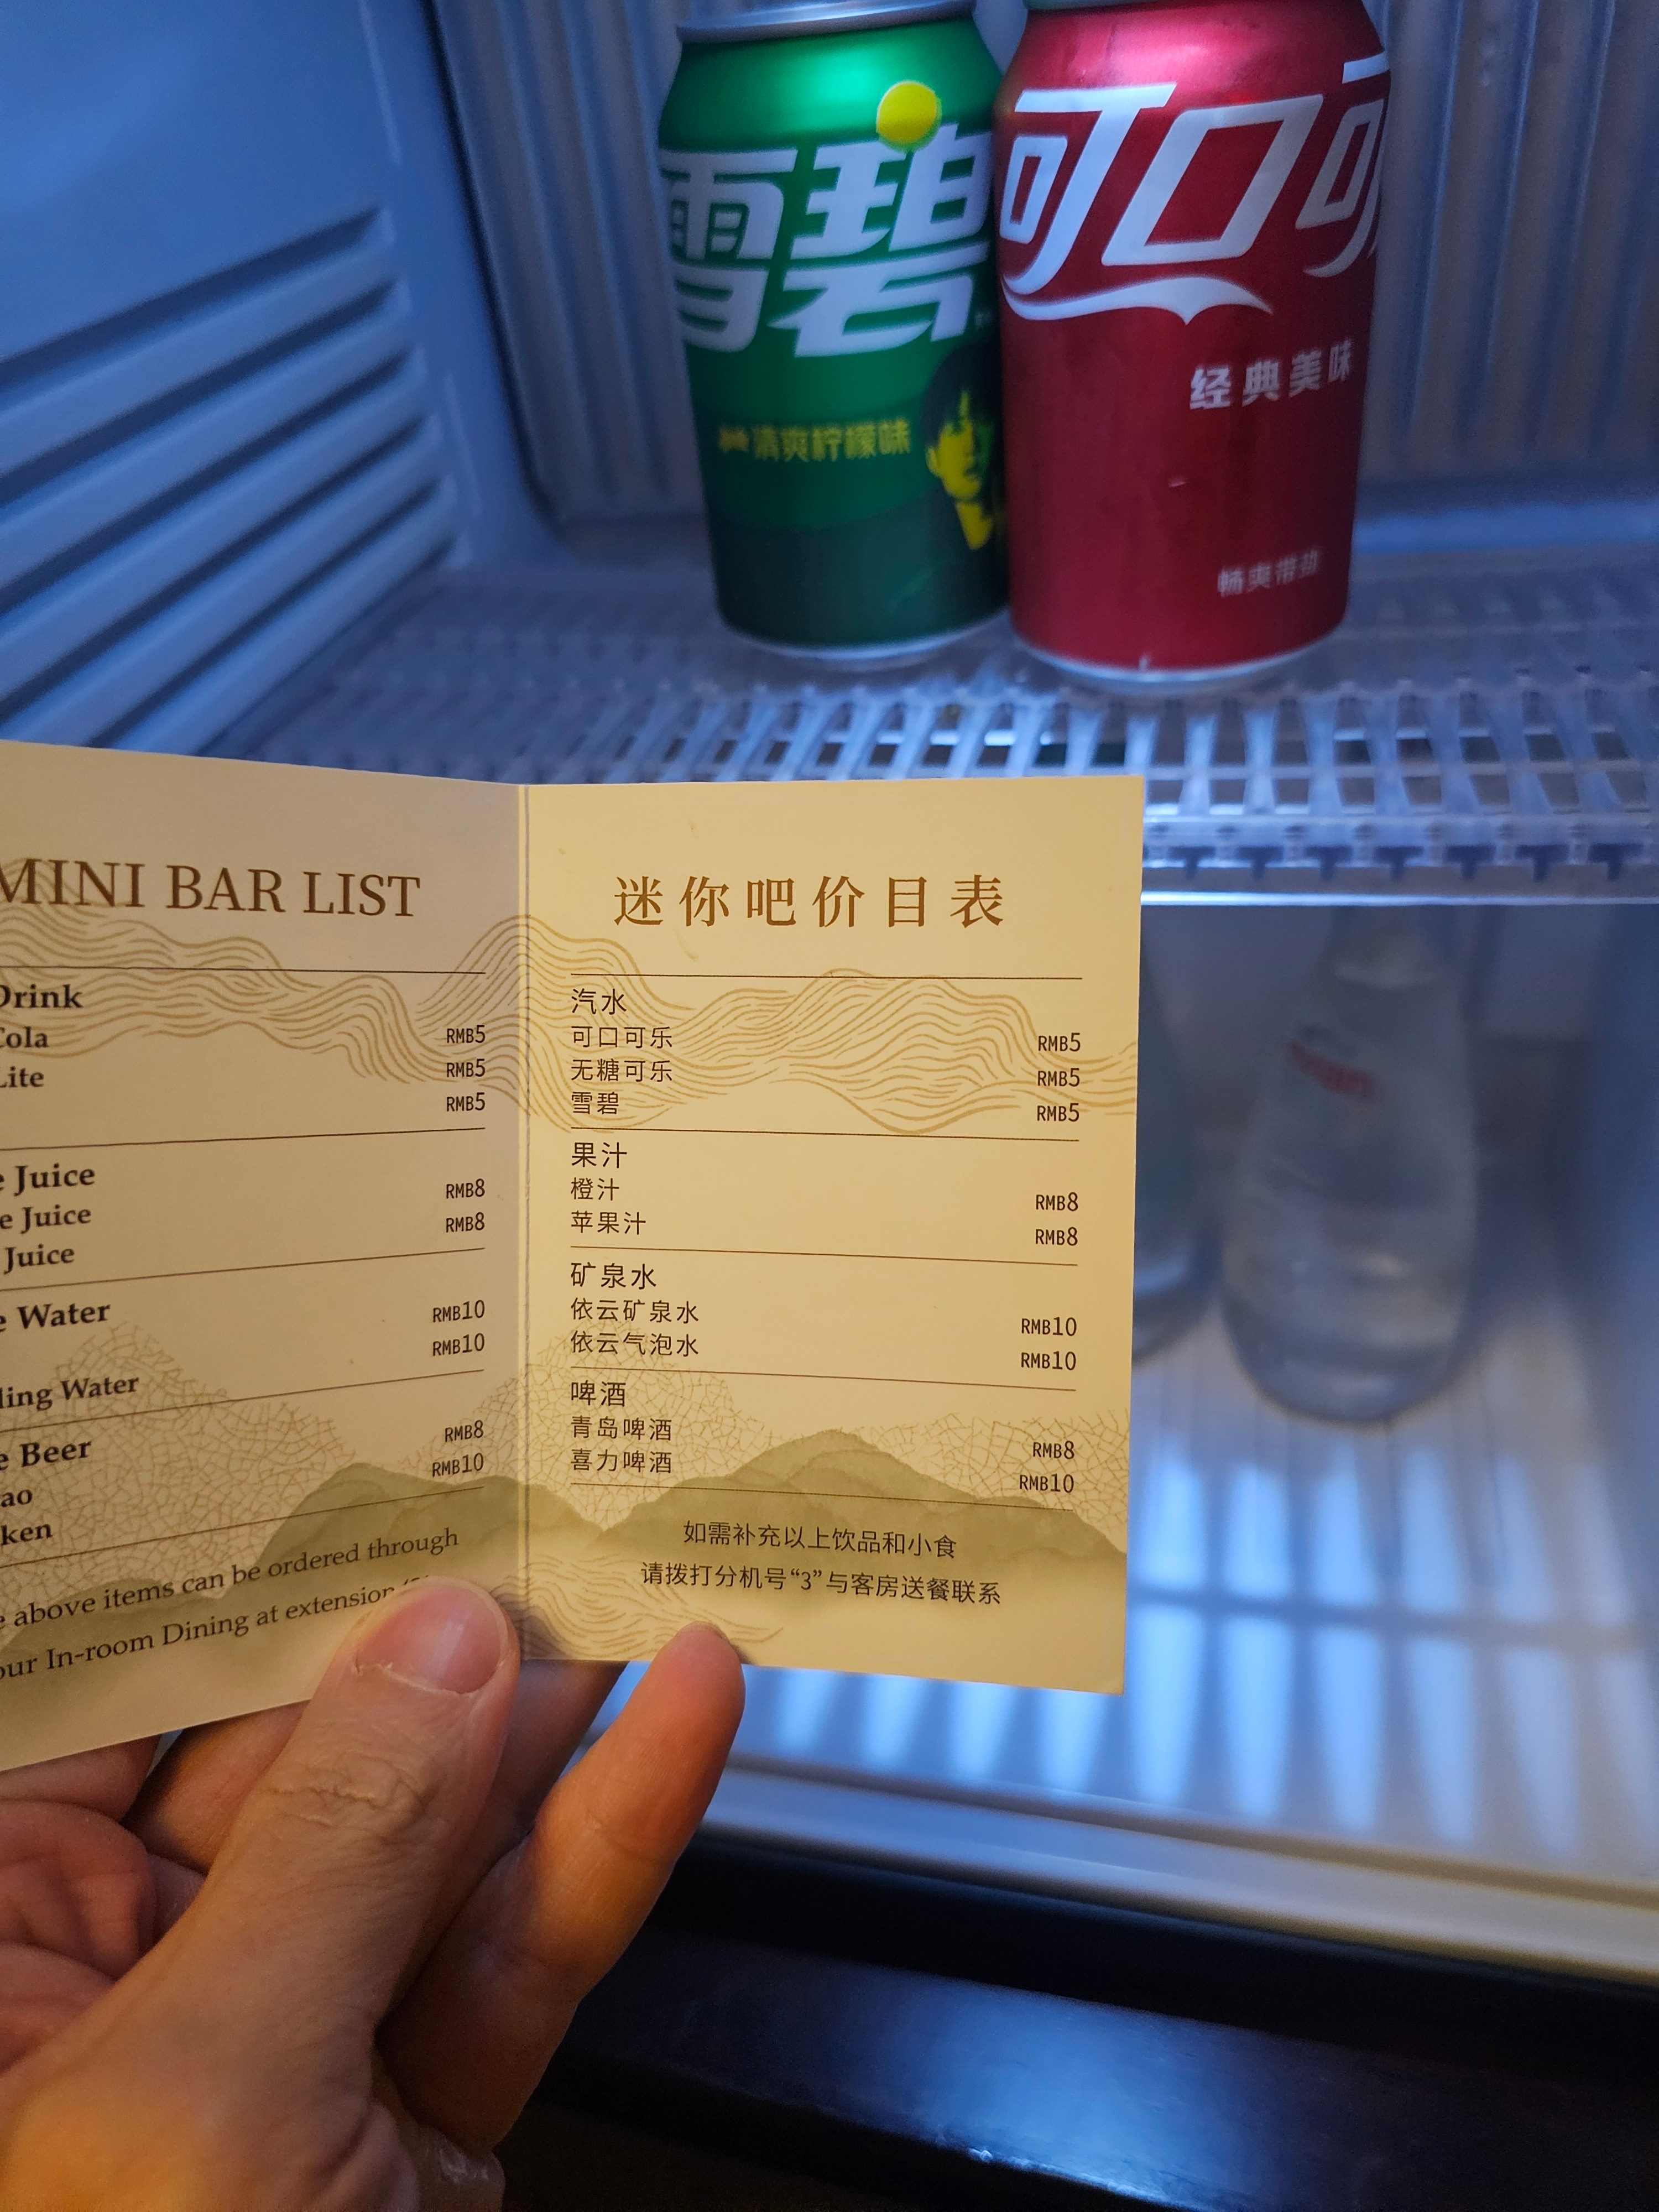 雪碧
清爽柠檬味
可口可
经典美味
畅爽带劲
MINI BAR LIST
Drink
Cola RMB5
Lite RMB5
RMB5
Juice
Juice RMB8
Juice RMB8
Water RMB10
RMB10
ling Water
Beer RMB8
ao RMB10
ken
above items can be ordered through
our In-room Dining at extension
迷你吧价目表
汽水
可口可乐 RMB5
无糖可乐 RMB5
雪碧 RMB5
果汁
橙汁 RMB8
苹果汁 RMB8
矿泉水
依云矿泉水 RMB10
依云气泡水 RMB10
啤酒
青岛啤酒 RMB8
喜力啤酒 RMB10
如需补充以上饮品和小食
请拨打分机号“3”与客房送餐联系